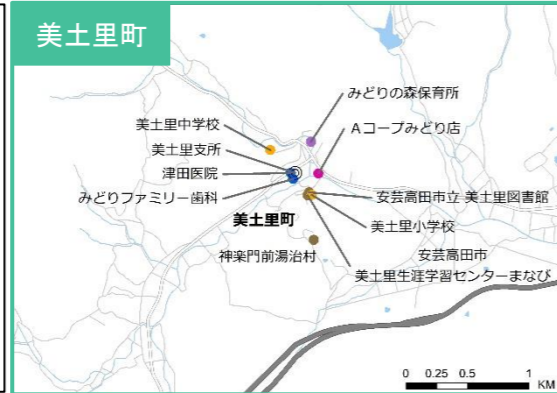 美土里町
みどりの森保育所
美土里中学校
Aコープみどり店
美土里支所
津田医院
みどりファミリー歯科
安芸高田市立 美土里図書館
美土里町
美土里小学校
神楽門前湯治村
安芸高田市
美土里生涯学習センターまなび
0 0.25 0.5 1
KM